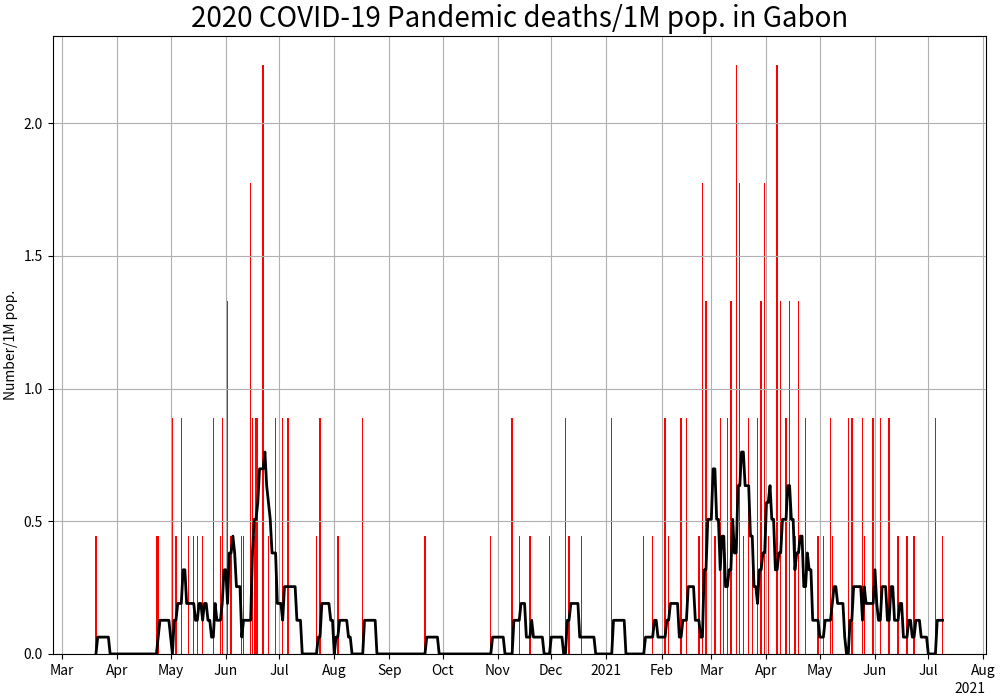 2020 COVID-19 Pandemic deaths/1M pop. in Gabon
Number/1M pop.
2.0
1.5
1.0
0.5
0.0
Mar Apr May Jun Jul Aug Sep Oct Nov Dec 2021 Feb Mar Apr May Jun Jul Aug
2021